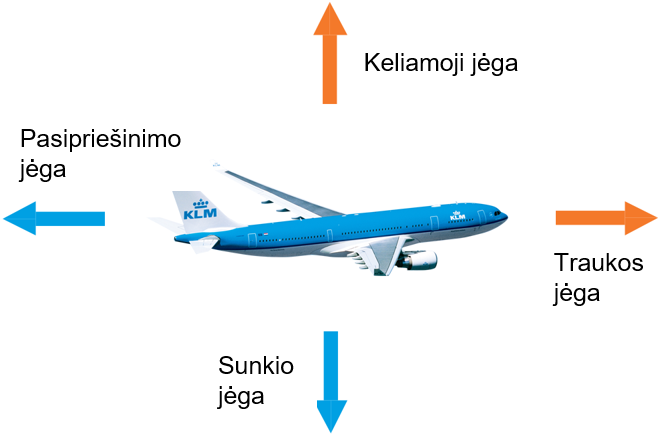 Keliamoji jėga
Pasipriešinimo
jėga
KLM
KLM
Traukos
jėga
Sunkio
jėga